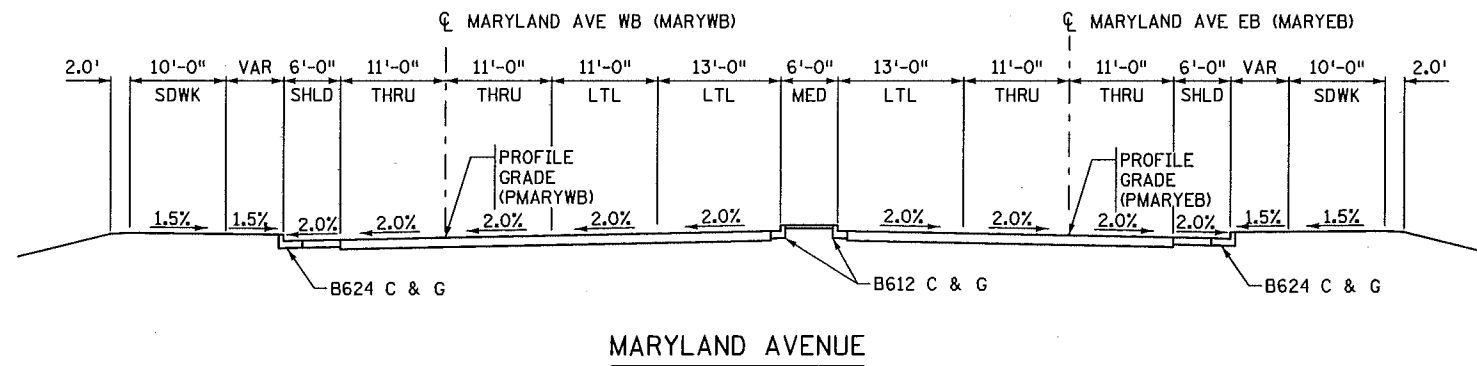 ℄ MARYLAND AVE WB (MARYWB) ℄ MARYLAND AVE EB (MARYEB)
2.0' 10'-0" VAR 6'-0" 11'-0" 11'-0" 11'-0" 13'-0" 6'-0" 13'-0" 11'-0" 11'-0" 6'-0" VAR 10'-0" 2.0'
SDWK SHLD THRU THRU LTL LTL MED LTL THRU THRU SHLD SDWK
PROFILE
GRADE
(PMARYWB)
PROFILE
GRADE
(PMARYEB)
1.5% 1.5% 2.0% 2.0% 2.0% 2.0% 2.0% 2.0% 2.0% 2.0% 2.0% 1.5% 1.5%
B624 C & G B612 C & G B624 C & G
MARYLAND AVENUE